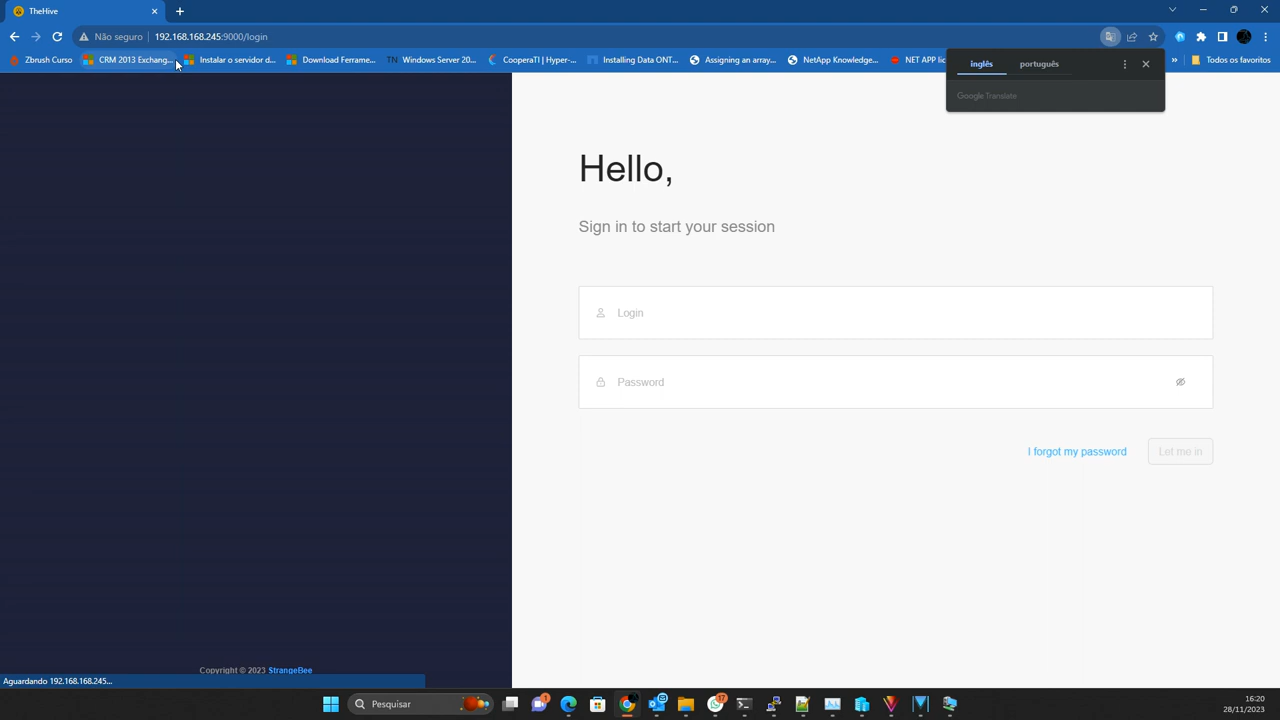 TheHive
Não seguro 192.168.168.245:9000/login
Zbrush Curso CRM 2013 Exchang... Instalar o servidor d... Download Ferrame... TN Windows Server 20... CooperaTI | Hyper-... Installing Data ONT... Assigning an array... NetApp Knowledge... NET APP lic » Todos os favoritos
inglês português
Google Translate
Hello,
Sign in to start your session
Login
Password
I forgot my password Let me in
Copyright © 2023 StrangeBee
Aguardando 192.168.168.245...
Pesquisar 1 17 16:20
28/11/2023